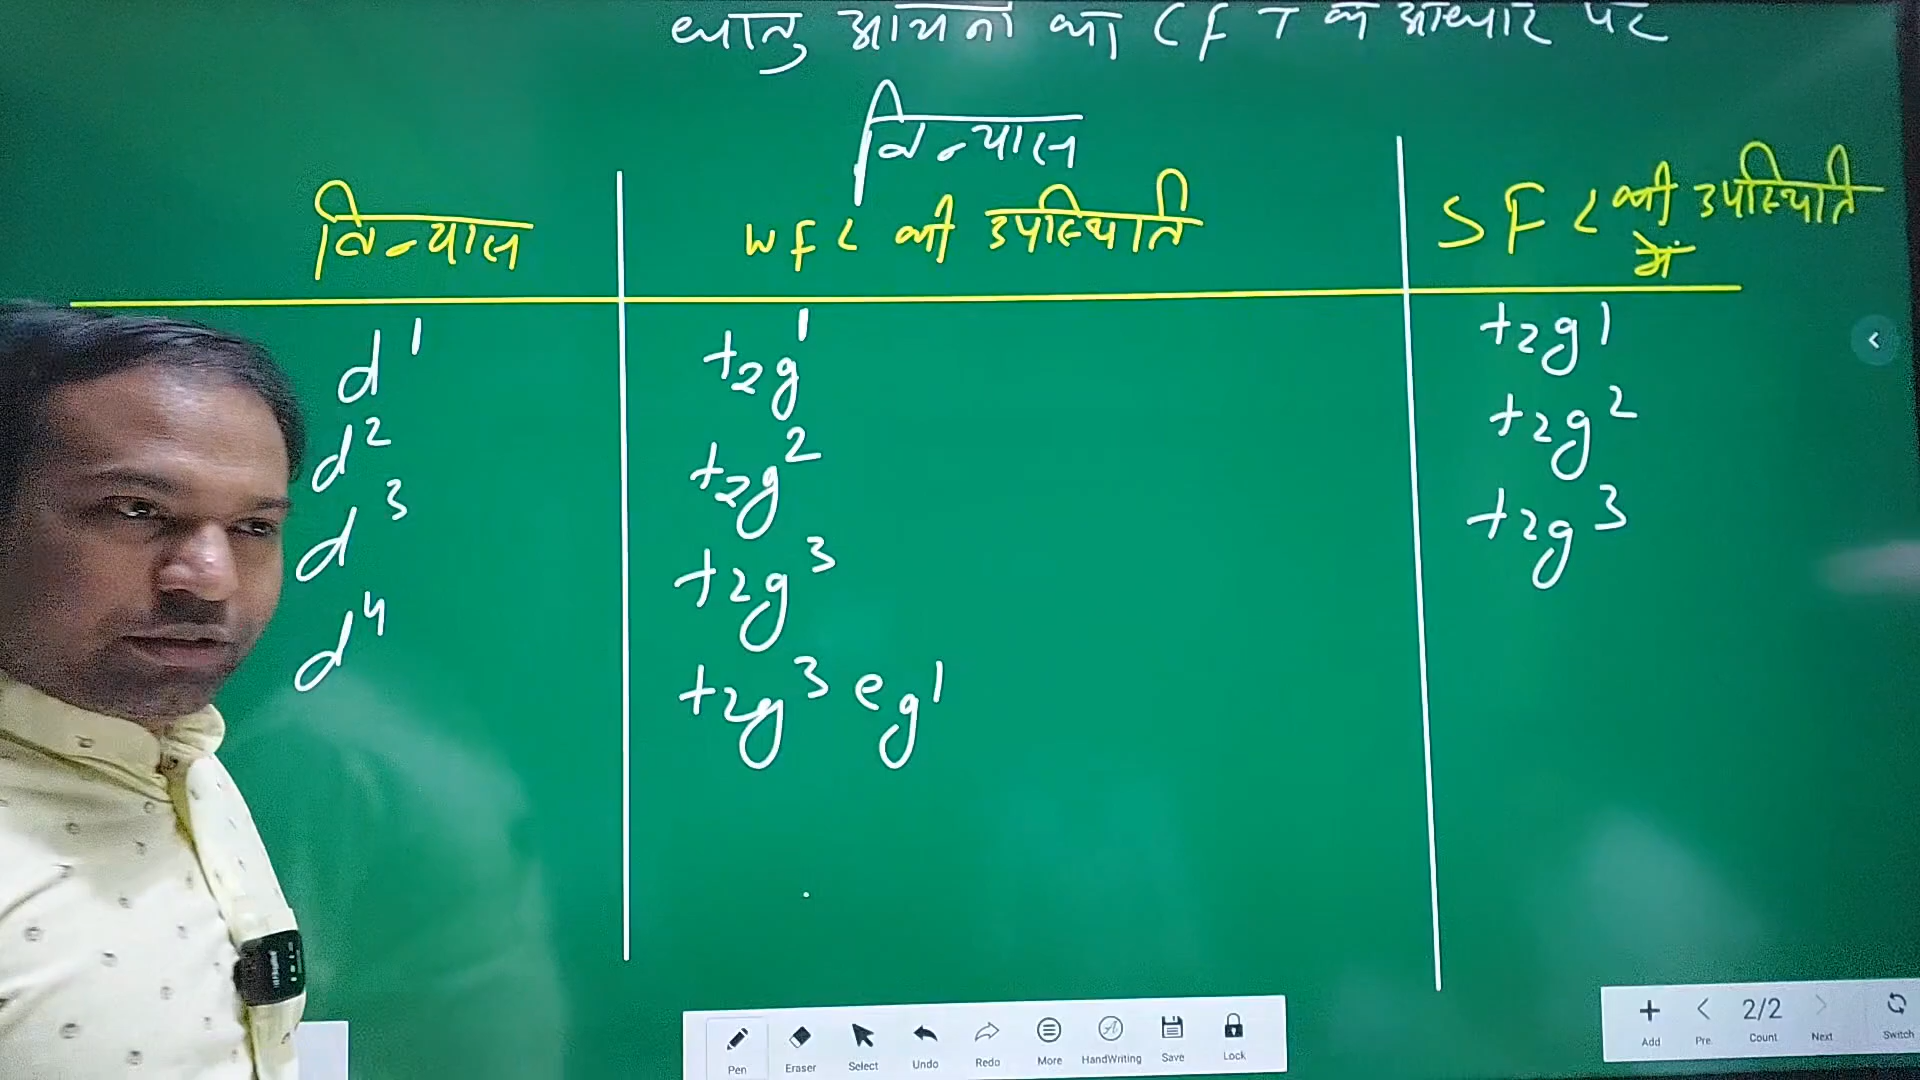 धातु आयनों का CFT के आधार पर
विन्यास
विन्यास WFL की उपस्थिति SFL की उपस्थिति में
d¹ t₂g¹ t₂g¹
d² t₂g² t₂g²
d³ t₂g³ t₂g³
d⁴ t₂g³ eg¹
Pen Eraser Select Undo Redo More HandWriting Save Lock
Add Pre 2/2 Count Next Switch